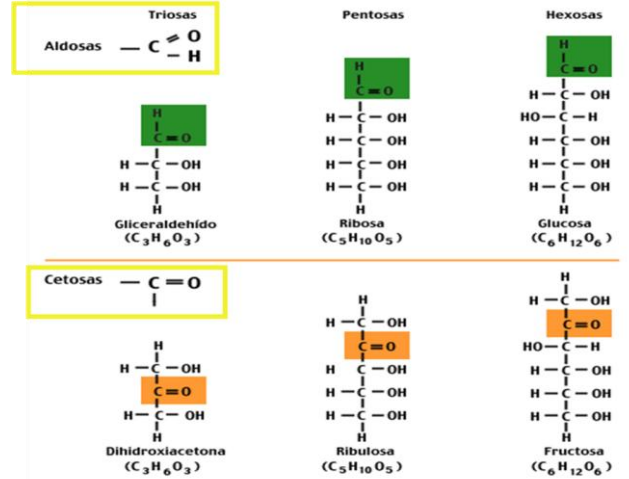 Triosas
Pentosas
Hexosas
Aldosas
— C = O
— H
H
C = O
H — C — OH
H — C — OH
H
Gliceraldehído
(C₃H₆O₃)
H
C = O
H — C — OH
H — C — OH
H — C — OH
H — C — OH
H
Ribosa
(C₅H₁₀O₅)
H
C = O
H — C — OH
HO — C — H
H — C — OH
H — C — OH
H — C — OH
H
Glucosa
(C₆H₁₂O₆)
Cetosas
— C = O
H
H — C — OH
C = O
H — C — OH
H
Dihidroxiacetona
(C₃H₆O₃)
H
H — C — OH
C = O
H C — OH
H — C — OH
H — C — OH
H
Ribulosa
(C₅H₁₀O₅)
H
H — C — OH
C = O
HO — C — H
H — C — OH
H — C — OH
H — C — OH
H
Fructosa
(C₆H₁₂O₆)